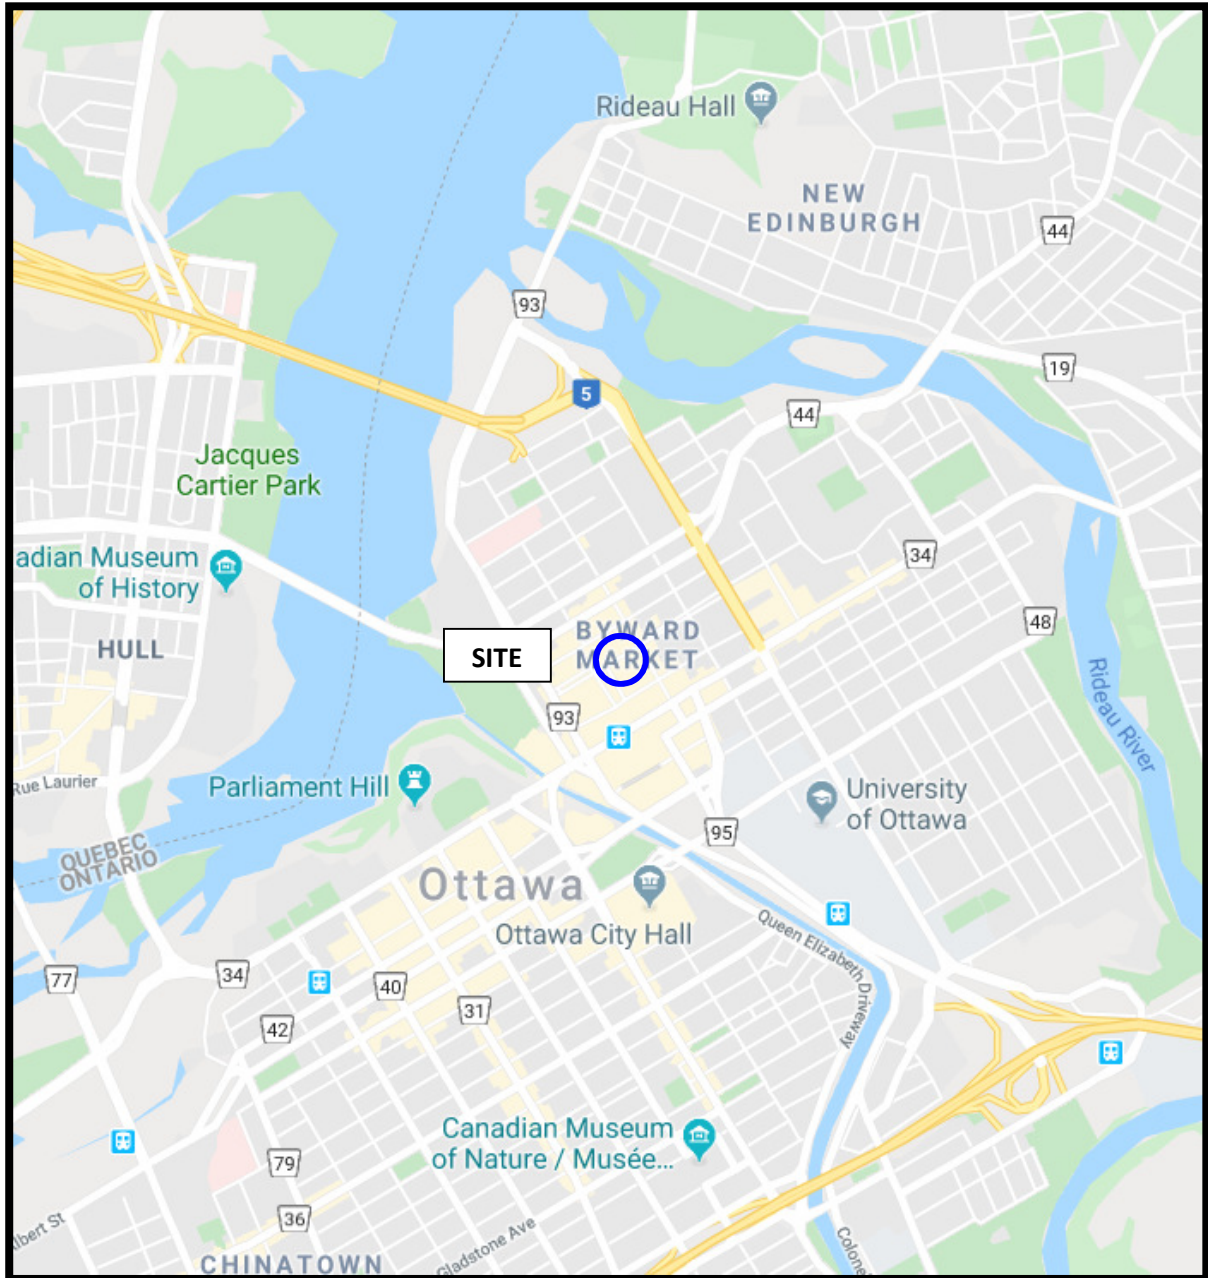 Rideau Hall
NEW
EDINBURGH
44
93
19
5
44
Jacques
Cartier Park
34
adian Museum
of History
BYWARD
MARKET
48
HULL
SITE
Rideau River
93
Rue Laurier
Parliament Hill
University
of Ottawa
95
QUEBEC
ONTARIO
Ottawa
Ottawa City Hall
Queen Elizabeth Driveway
77
34
40
31
42
Canadian Museum
of Nature / Musée...
79
36
lbert St
Gladstone Ave
Colone
CHINATOWN